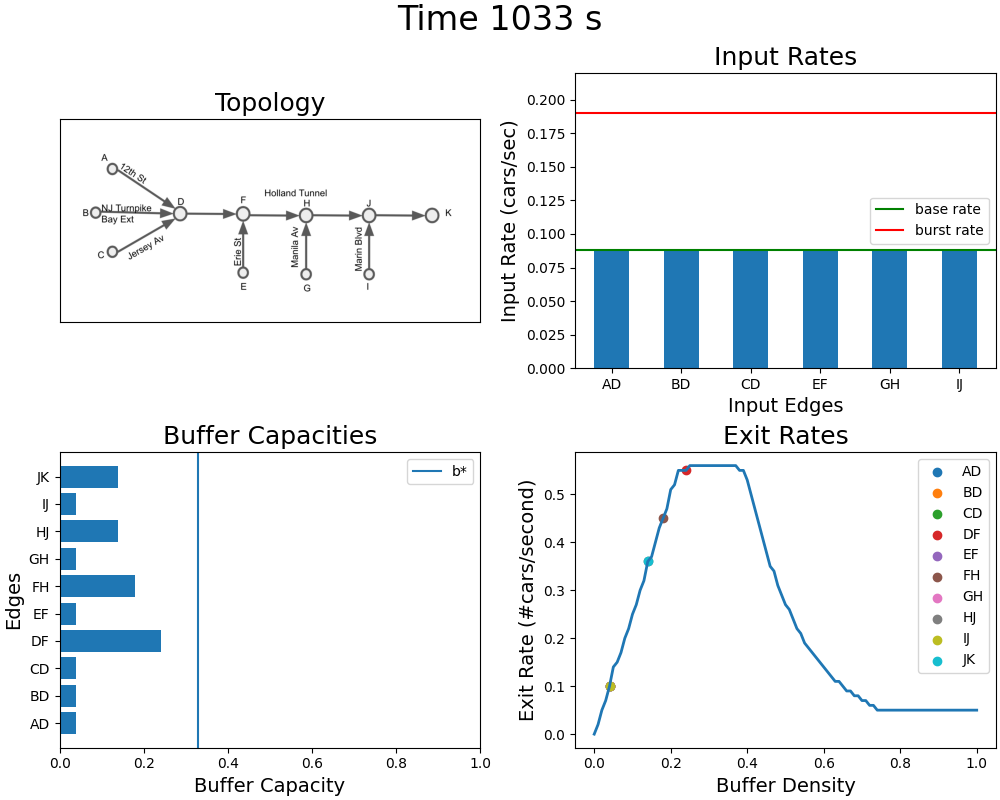 Time 1033 s
Topology
A
12th St
B
NJ Turnpike
Bay Ext
C
Jersey Av
D
F
Holland Tunnel
H
J
K
Erie St
Manila Av
Marin Blvd
E
G
I
Input Rates
Input Rate (cars/sec)
0.200
0.175
0.150
0.125
0.100
0.075
0.050
0.025
0.000
base rate
burst rate
AD BD CD EF GH IJ
Input Edges
Buffer Capacities
Edges
JK
IJ
HJ
GH
FH
EF
DF
CD
BD
AD
b*
0.0 0.2 0.4 0.6 0.8 1.0
Buffer Capacity
Exit Rates
Exit Rate (#cars/second)
0.5
0.4
0.3
0.2
0.1
0.0
AD
BD
CD
DF
EF
FH
GH
HJ
IJ
JK
0.0 0.2 0.4 0.6 0.8 1.0
Buffer Density